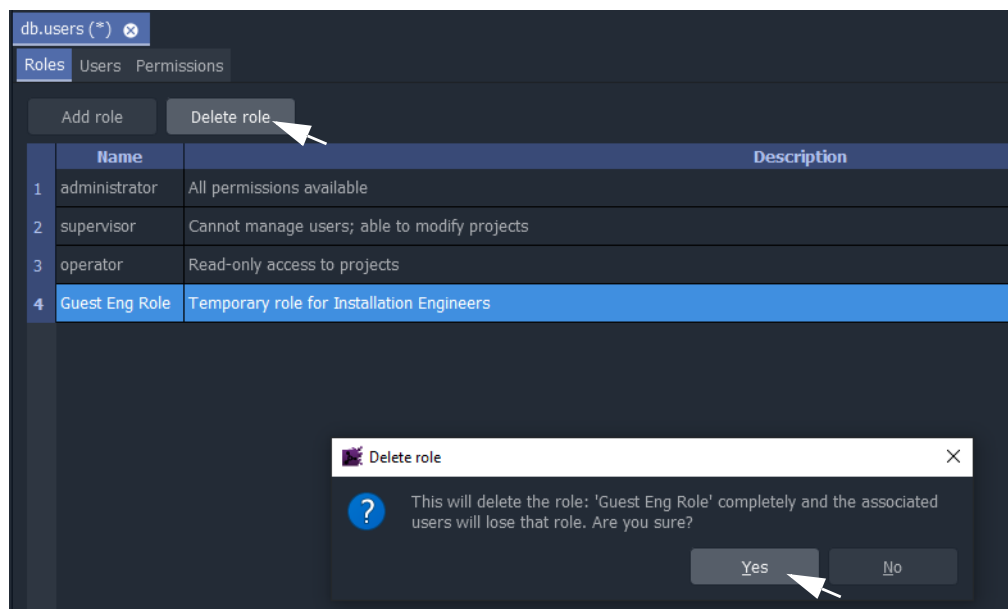 db.users (*)
Roles Users Permissions
Add role Delete role
Name Description
1 administrator All permissions available
2 supervisor Cannot manage users; able to modify projects
3 operator Read-only access to projects
4 Guest Eng Role Temporary role for Installation Engineers
Delete role
? This will delete the role: 'Guest Eng Role' completely and the associated
users will lose that role. Are you sure?
Yes No